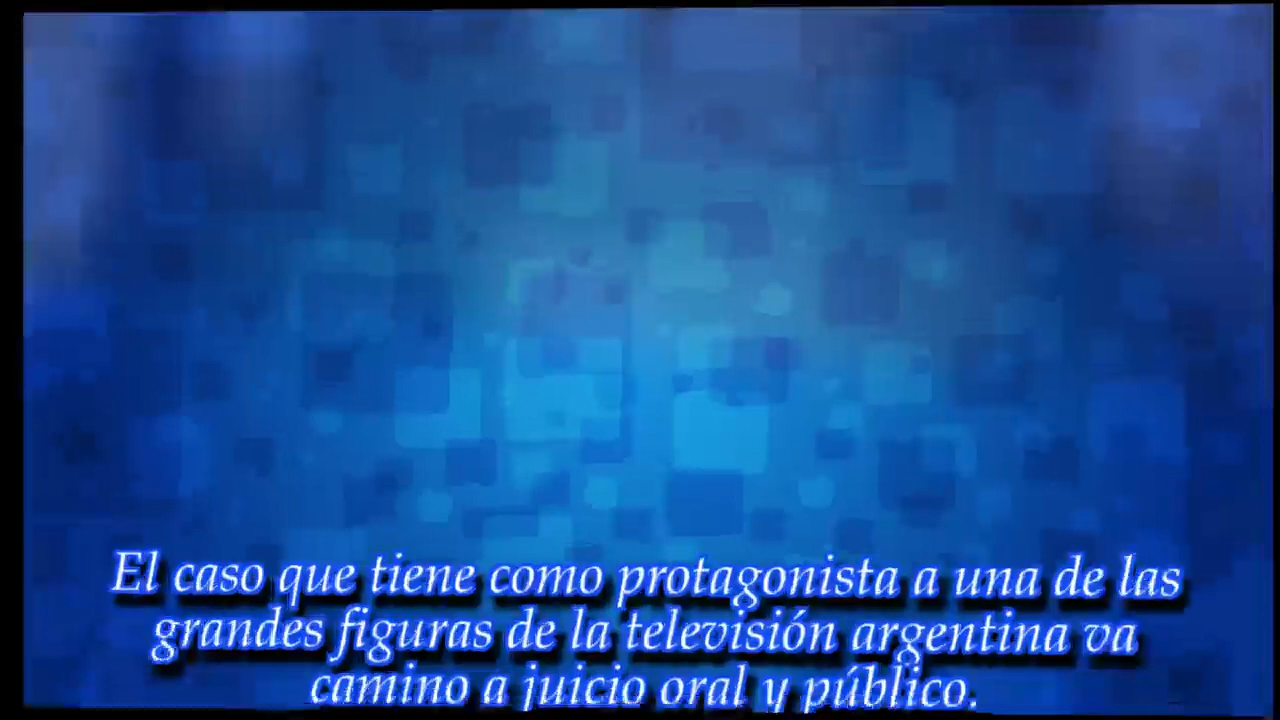 El caso que tiene como protagonista a una de las
grandes figuras de la televisión argentina va
camino a juicio oral y público.